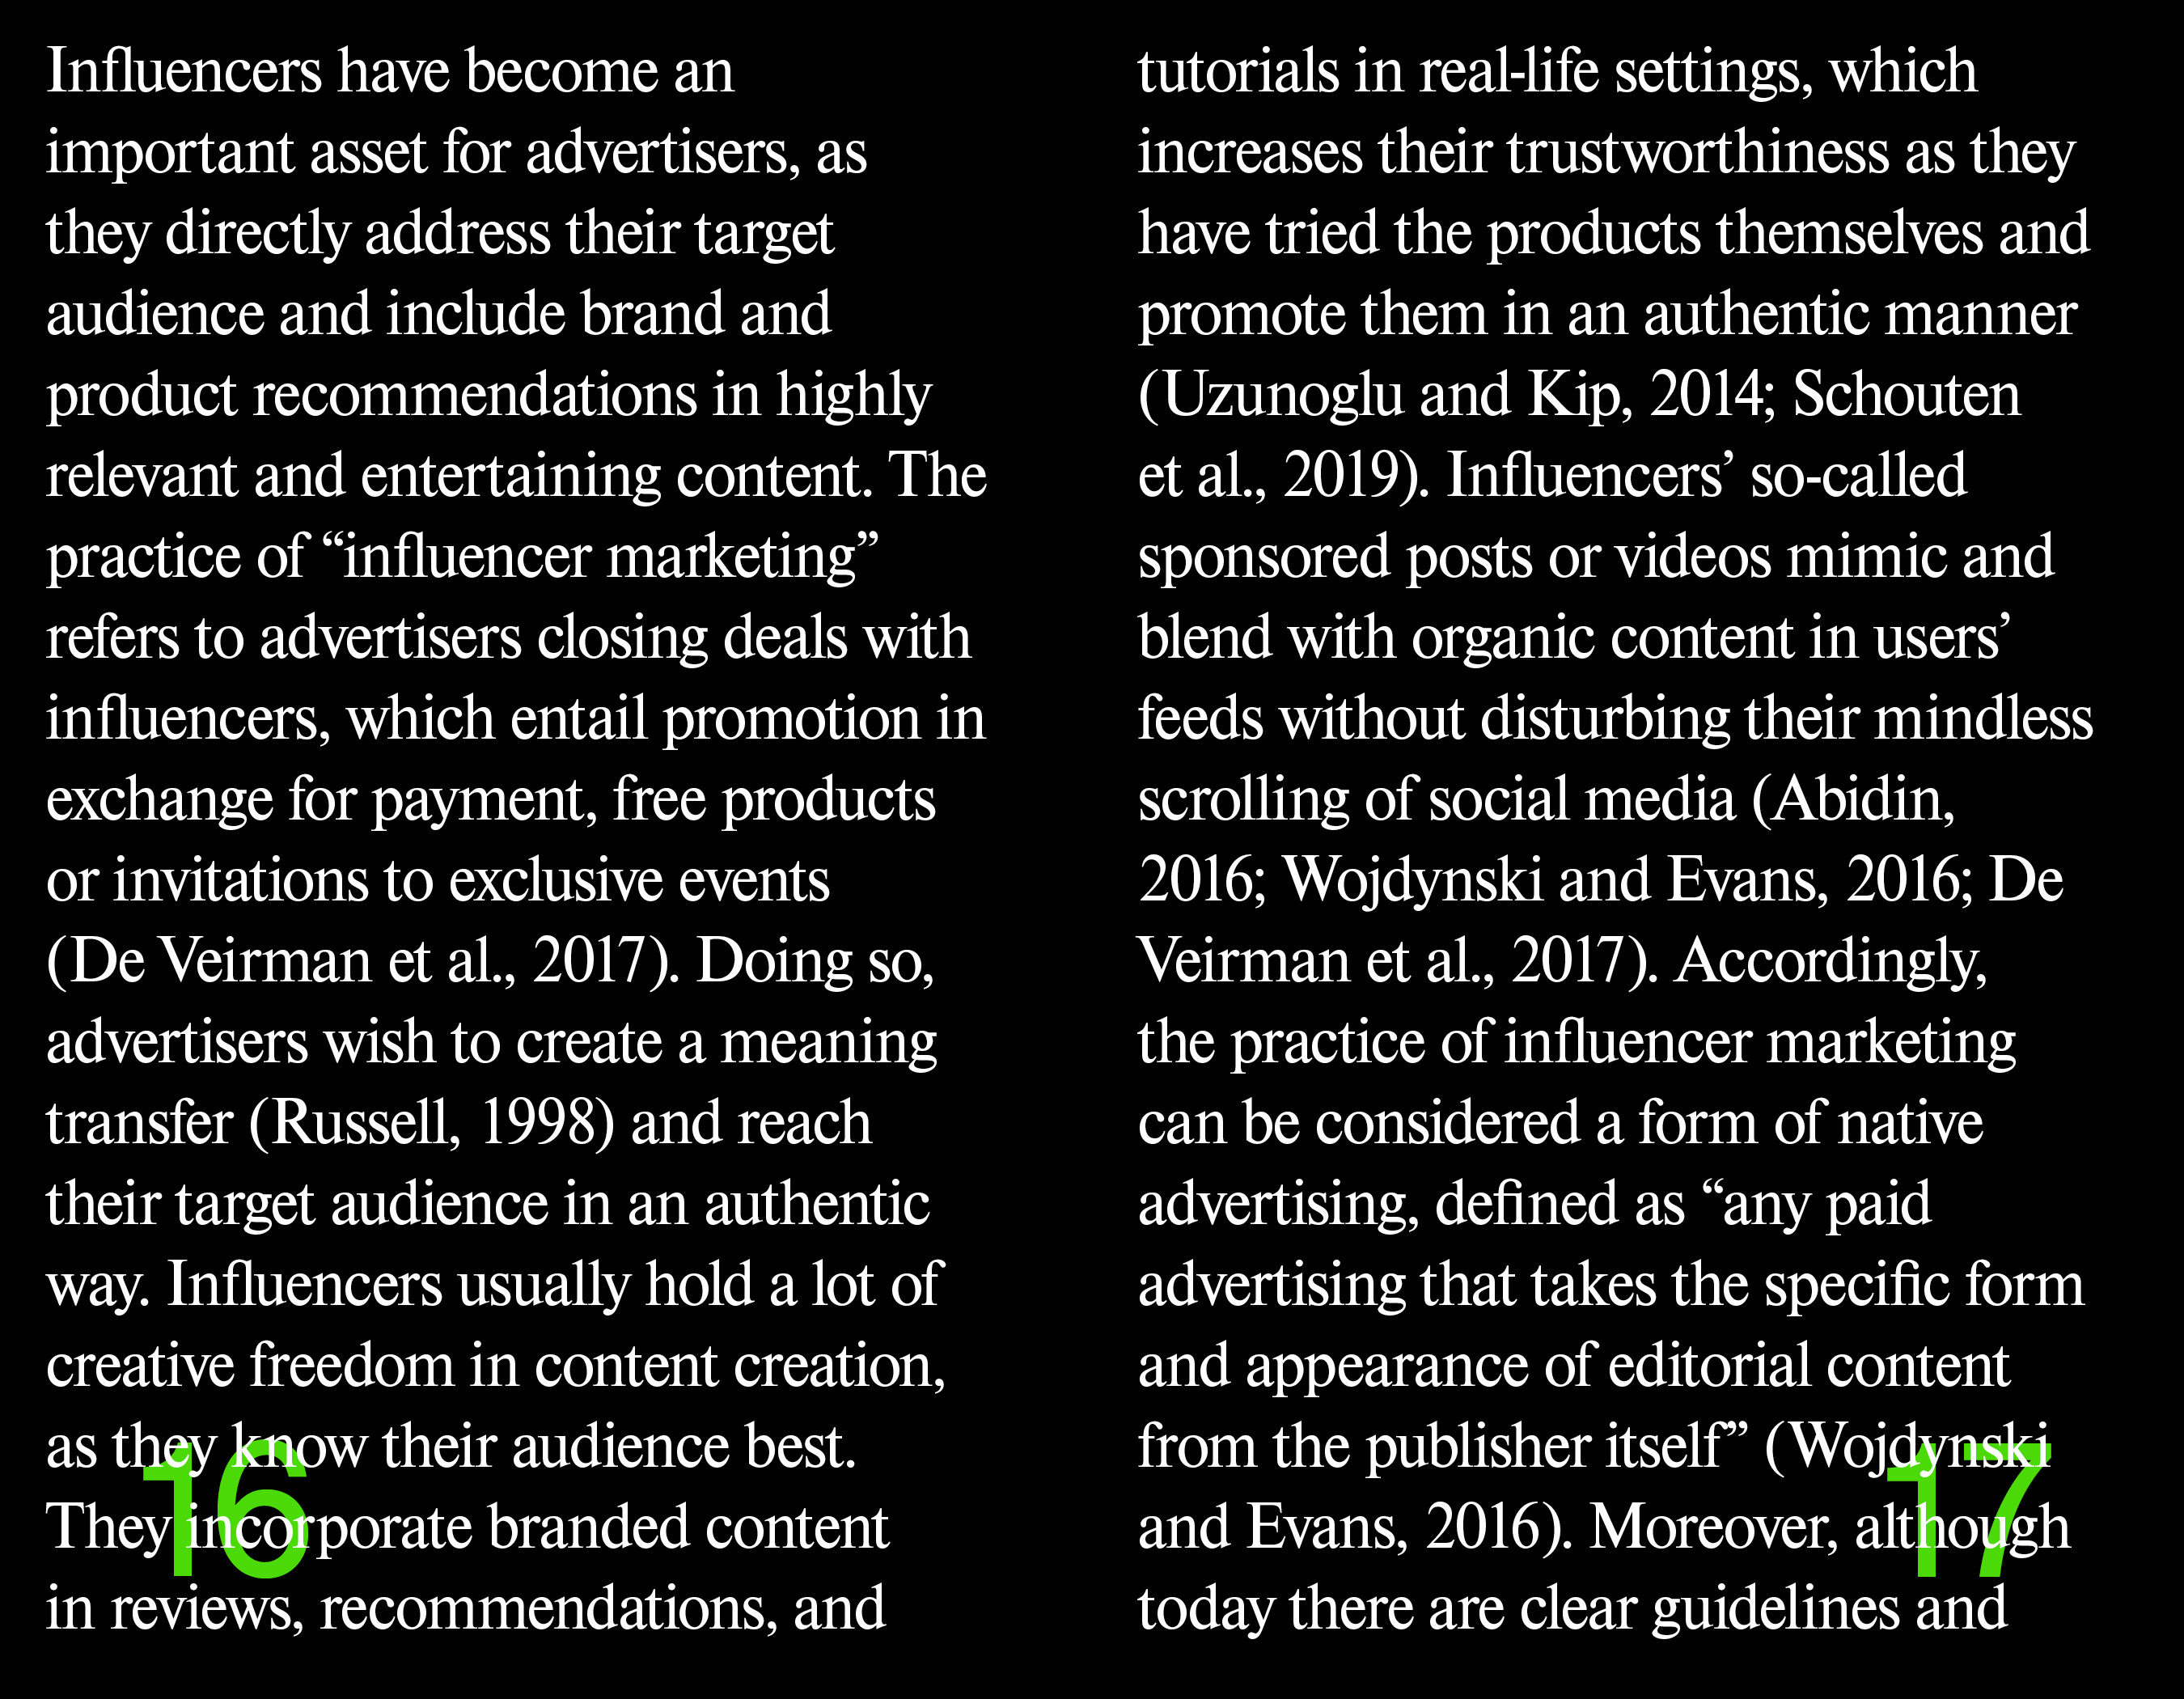 Influencers have become an
important asset for advertisers, as
they directly address their target
audience and include brand and
product recommendations in highly
relevant and entertaining content. The
practice of “influencer marketing”
refers to advertisers closing deals with
influencers, which entail promotion in
exchange for payment, free products
or invitations to exclusive events
(De Veirman et al., 2017). Doing so,
advertisers wish to create a meaning
transfer (Russell, 1998) and reach
their target audience in an authentic
way. Influencers usually hold a lot of
creative freedom in content creation,
as they know their audience best.
They incorporate branded content
in reviews, recommendations, and
16
tutorials in real-life settings, which
increases their trustworthiness as they
have tried the products themselves and
promote them in an authentic manner
(Uzunoglu and Kip, 2014; Schouten
et al., 2019). Influencers’ so-called
sponsored posts or videos mimic and
blend with organic content in users’
feeds without disturbing their mindless
scrolling of social media (Abidin,
2016; Wojdynski and Evans, 2016; De
Veirman et al., 2017). Accordingly,
the practice of influencer marketing
can be considered a form of native
advertising, defined as “any paid
advertising that takes the specific form
and appearance of editorial content
from the publisher itself” (Wojdynski
and Evans, 2016). Moreover, although
today there are clear guidelines and
17